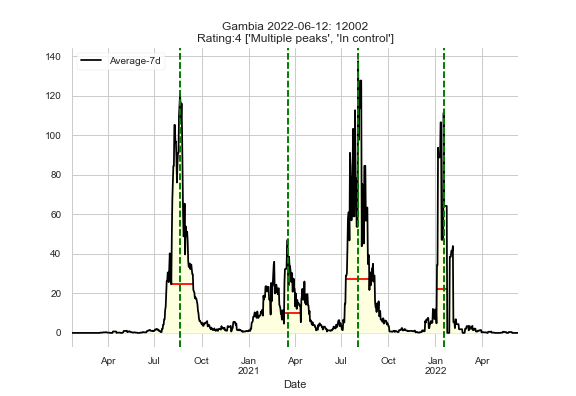 Gambia 2022-06-12: 12002
Rating:4 ['Multiple peaks', 'In control']
Average-7d
140
120
100
80
60
40
20
0
Apr
Jul
Oct
Jan
2021
Apr
Jul
Oct
Jan
2022
Apr
Date